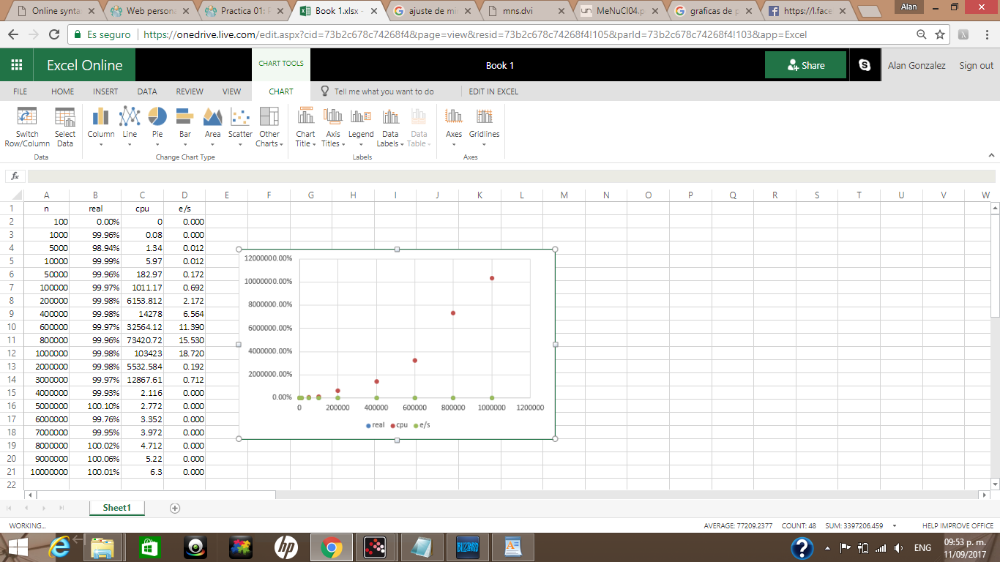 Online synta Web persona Practica 01: P Book 1.xlsx - ajuste de mi mns.dvi MeNuCl04.p graficas de p https://l.face Alan
Es seguro https://onedrive.live.com/edit.aspx?cid=73b2c678c74268f4&page=view&resid=73b2c678c74268f4!105&parId=73b2c678c74268f4!103&app=Excel
Excel Online CHART TOOLS Book 1 Share Alan Gonzalez Sign out
FILE HOME INSERT DATA REVIEW VIEW CHART Tell me what you want to do EDIT IN EXCEL
Switch Select Column Line Pie Bar Area Scatter Other Chart Axis Legend Data Data Axes Gridlines
Row/Column Data Charts Title Titles Labels Table
Data Change Chart Type Labels Axes
fx
A B C D E F G H I J K L M N O P Q R S T U V W
1 n real cpu e/s
2 100 0.00% 0 0.000
3 1000 99.96% 0.08 0.000
4 5000 98.94% 1.34 0.012
5 10000 99.99% 5.97 0.012
6 50000 99.96% 182.97 0.172
7 100000 99.97% 1011.17 0.692
8 200000 99.98% 6153.812 2.172
9 400000 99.98% 14278 6.564
10 600000 99.97% 32564.12 11.390
11 800000 99.96% 73420.72 15.530
12 1000000 99.98% 103423 18.720
13 2000000 99.98% 5532.584 0.192
14 3000000 99.97% 12867.61 0.712
15 4000000 99.93% 2.116 0.000
16 5000000 100.10% 2.772 0.000
17 6000000 99.76% 3.352 0.000
18 7000000 99.95% 3.972 0.000
19 8000000 100.02% 4.712 0.000
20 9000000 100.06% 5.22 0.000
21 10000000 100.01% 6.3 0.000
22
12000000.00%
10000000.00%
8000000.00%
6000000.00%
4000000.00%
2000000.00%
0.00%
0 200000 400000 600000 800000 1000000 1200000
real cpu e/s
Sheet1
WORKING... AVERAGE: 77209.2377 COUNT: 48 SUM: 3397206.459 HELP IMPROVE OFFICE
hp BLIZZARD ENG 09:53 p. m.
11/09/2017